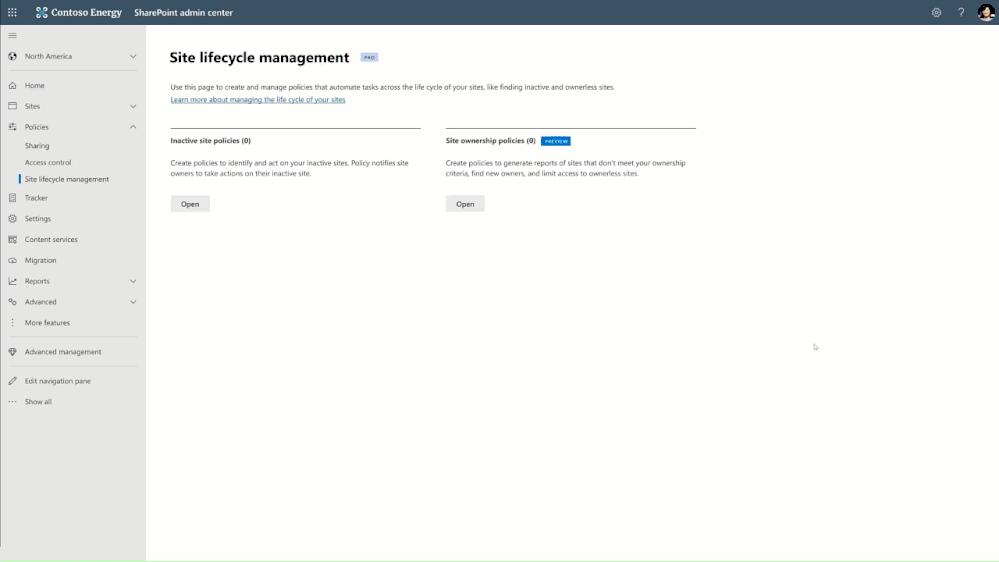 Contoso Energy SharePoint admin center ?
North America
Home
Sites
Policies
Sharing
Access control
Site lifecycle management
Tracker
Settings
Content services
Migration
Reports
Advanced
More features
Advanced management
Edit navigation pane
Show all
Site lifecycle management PRO
Use this page to create and manage policies that automate tasks across the life cycle of your sites, like finding inactive and ownerless sites.
Learn more about managing the life cycle of your sites
Inactive site policies (0)
Create policies to identify and act on your inactive sites. Policy notifies site
owners to take actions on their inactive site.
Open
Site ownership policies (0) PREVIEW
Create policies to generate reports of sites that don't meet your ownership
criteria, find new owners, and limit access to ownerless sites.
Open